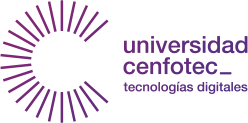 universidad
cenfotec_
tecnologías digitales